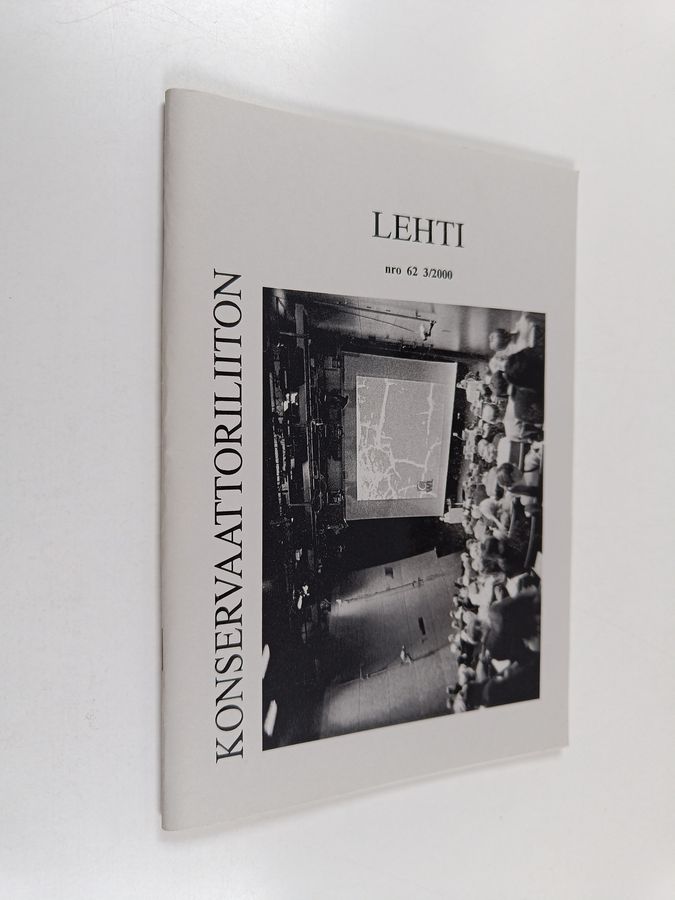 KONSERVAATTORILIITON
LEHTI
nro 62 3/2000